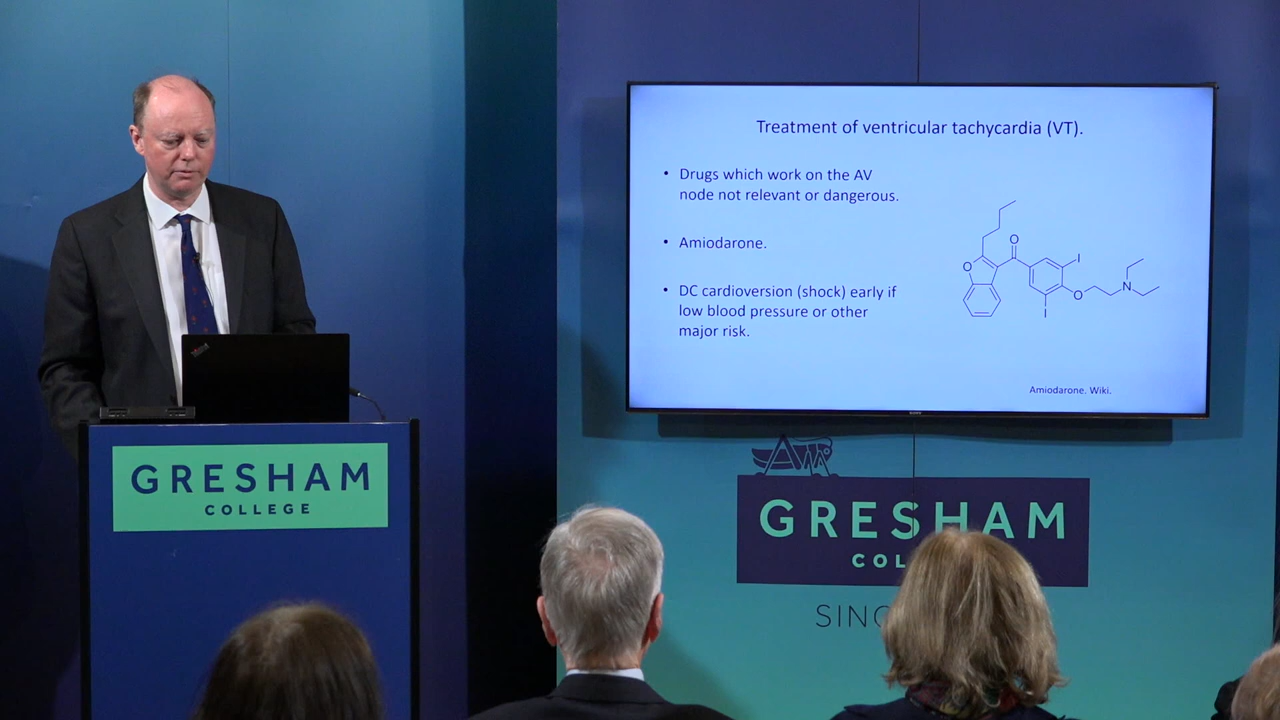 Treatment of ventricular tachycardia (VT).
• Drugs which work on the AV
node not relevant or dangerous.
• Amiodarone.
• DC cardioversion (shock) early if
low blood pressure or other
major risk.
O
O
I
I
O
N
Amiodarone. Wiki.
SONY
GRESHAM
COLLEGE
GRESHAM
COL
SINC